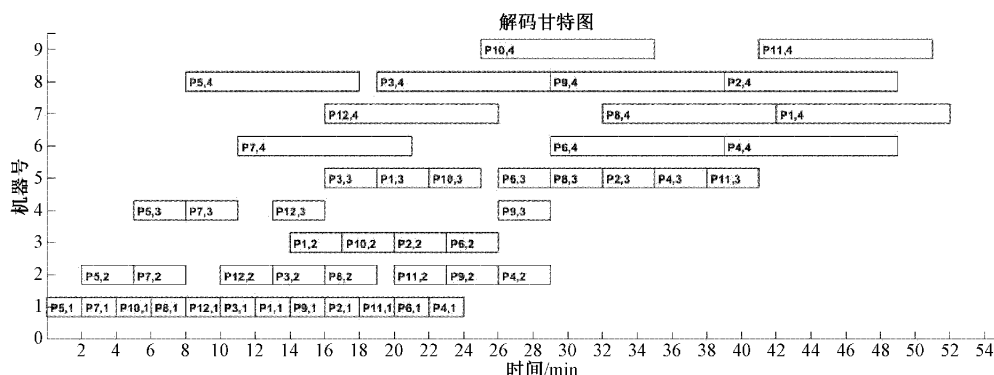 解码甘特图
9 P10,4 P11,4
8 P5,4 P3,4 P9,4 P2,4
7 P12,4 P8,4 P1,4
6 P7,4 P6,4 P4,4
5 P3,3 P1,3 P10,3 P6,3 P8,3 P2,3 P4,3 P11,3
4 P5,3 P7,3 P12,3 P9,3
3 P1,2 P10,2 P2,2 P6,2
2 P5,2 P7,2 P12,2 P3,2 P8,2 P11,2 P9,2 P4,2
1 P5,1 P7,1 P10,1 P8,1 P12,1 P3,1 P1,1 P9,1 P2,1 P11,1 P6,1 P4,1
0
机器号
2 4 6 8 10 12 14 16 18 20 22 24 26 28 30 32 34 36 38 40 42 44 46 48 50 52 54
时间/min